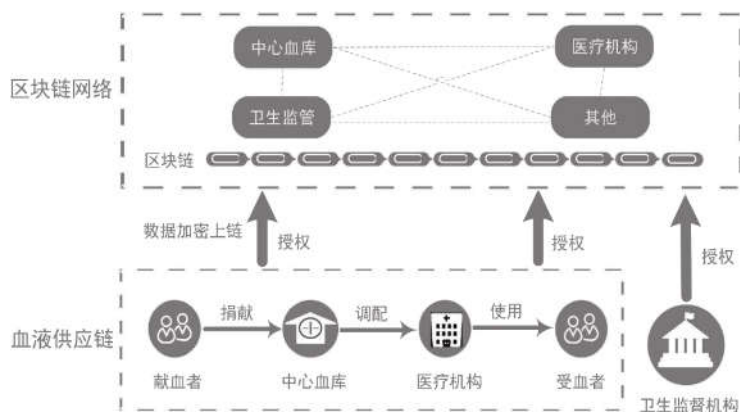 中心血库
医疗机构
区块链网络
卫生监管
其他
区块链
数据加密上链
授权
授权
授权
捐献
调配
使用
血液供应链
献血者
中心血库
医疗机构
受血者
卫生监督机构